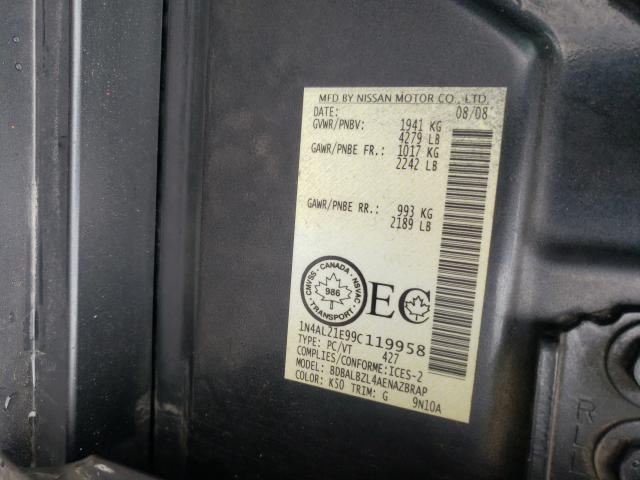 MFD BY NISSAN MOTOR CO., LTD.
DATE: 08/08
GVWR/PNBV: 1941 KG
4279 LB
GAWR/PNBE FR.: 1017 KG
2242 LB
GAWR/PNBE RR.: 993 KG
2189 LB
CANADA
CMVSS NSVAC
986
TRANSPORT
EC
1N4AL21E99C119958
TYPE: PC/VT 427
COMPLIES/CONFORME:ICES-2
MODEL: BDBALBZL4AENAZBRAP
COLOR: K50 TRIM: G 9N10A